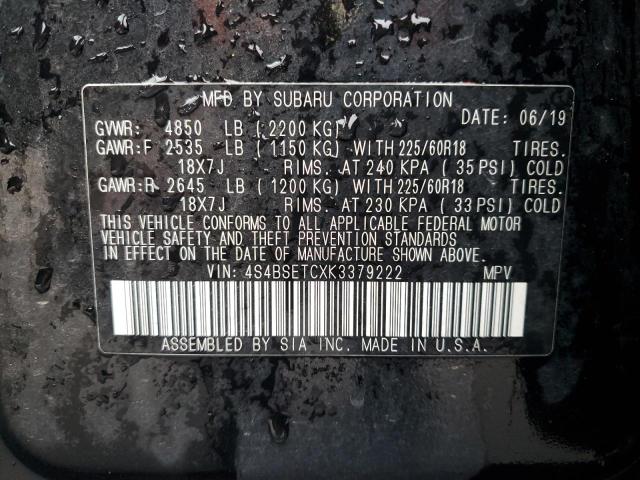 MFD BY SUBARU CORPORATION
DATE: 06/19
GVWR: 4850 LB (2200 KG)
GAWR:F 2535 LB (1150 KG) WITH 225/60R18 TIRES.
18X7J RIMS. AT 240 KPA (35 PSI) COLD
GAWR:R 2645 LB (1200 KG) WITH 225/60R18 TIRES.
18X7J RIMS. AT 230 KPA (33 PSI) COLD
THIS VEHICLE CONFORMS TO ALL APPLICABLE FEDERAL MOTOR
VEHICLE SAFETY AND THEFT PREVENTION STANDARDS
IN EFFECT ON THE DATE OF MANUFACTURE SHOWN ABOVE.
VIN: 4S4BSETCXK3379222 MPV
ASSEMBLED BY SIA INC. MADE IN U.S.A.